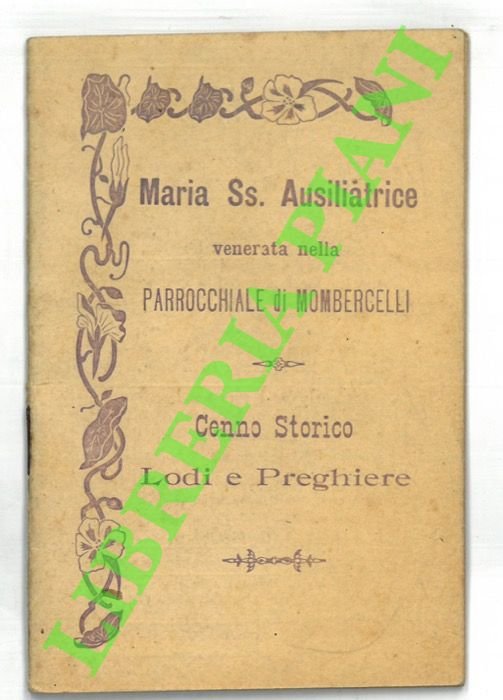 Maria Ss. Ausiliatrice
venerata nella
PARROCCHIALE di MOMBERCELLI
Cenno Storico
Lodi e Preghiere
LIBRERIA PIANI